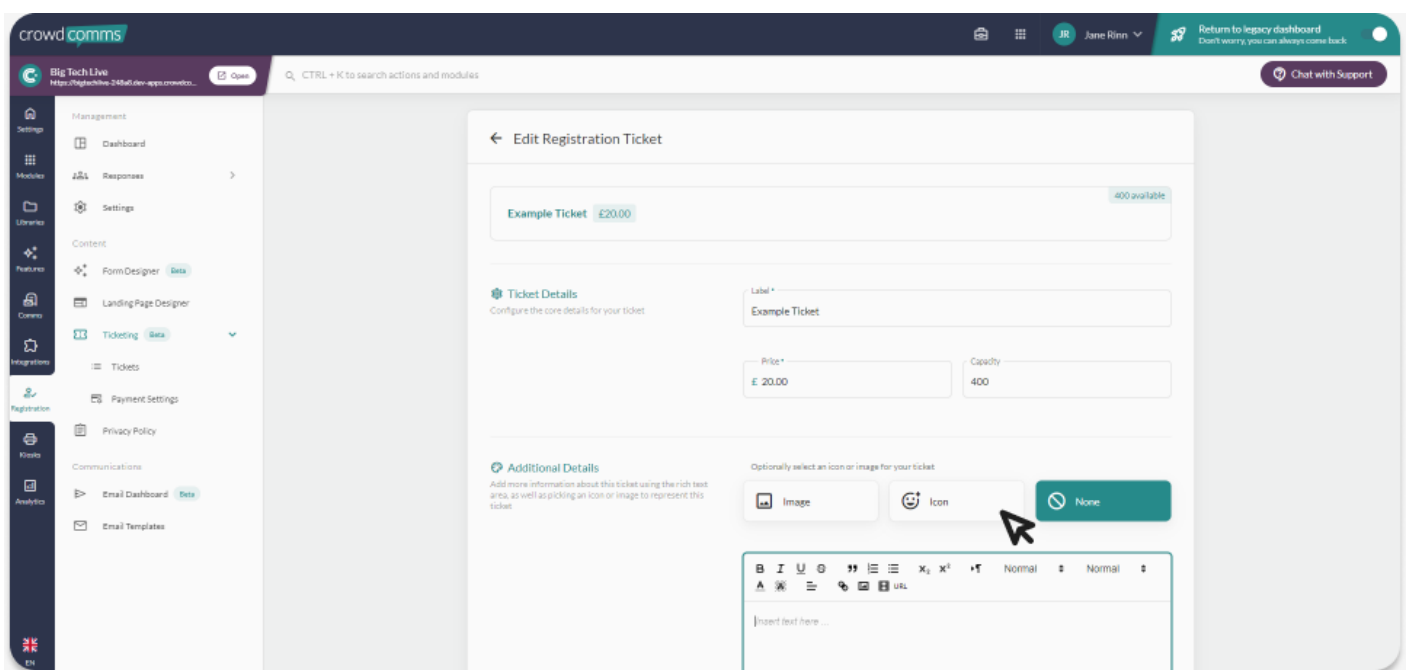 crowdcomms
JR Jane Rinn
Return to legacy dashboard
Don't worry, you can always come back
Big Tech Live
Open
CTRL + K to search actions and modules
Chat with Support
Settings
Modules
Libraries
Features
Comms
Integrations
Registration
Kiosks
Analytics
EN
Management
Dashboard
Responses
Settings
Content
Form Designer Beta
Landing Page Designer
Ticketing Beta
Tickets
Payment Settings
Privacy Policy
Communications
Email Dashboard Beta
Email Templates
Edit Registration Ticket
400 available
Example Ticket £20.00
Ticket Details
Configure the core details for your ticket
Label *
Example Ticket
Price *
£ 20.00
Capacity
400
Additional Details
Add more information about this ticket using the rich text
area, as well as picking an icon or image to represent this
ticket
Optionally select an icon or image for your ticket
Image
Icon
None
B I U S X₂ X² Normal Normal
A URL
Insert text here ...